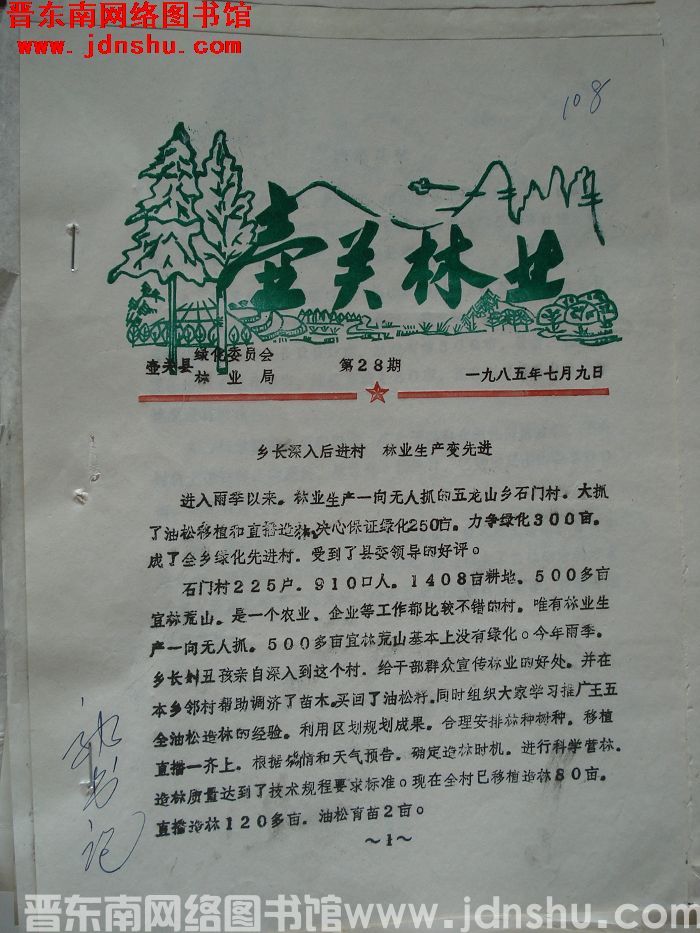 晋东南网络图书馆
www.jdnshu.com
108
壶关林业
壶关县 绿化委员会 林业局 第28期 一九八五年七月九日
乡长深入后进村 林业生产变先进
进入雨季以来。林业生产一向无人抓的五龙山乡石门村。大抓
了油松移植和直播造林,决心保证绿化250亩。力争绿化300亩。
成了全乡绿化先进村。受到了县委领导的好评。
石门村225户。910口人。1408亩耕地。500多亩
宜林荒山。是一个农业、企业等工作都比较不错的村。唯有林业生
产一向无人抓。500多亩宜林荒山基本上没有绿化。今年雨季。
乡长 丑孩亲自深入到这个村。给干部群众宣传林业的好处。并在
本乡邻村帮助调济了苗木。买回了油松籽。同时组织大家学习推广王五
全油松造林的经验。利用区划规划成果。合理安排林种树种。移植
直播一齐上。根据墒情和天气预告。确定造林时机。进行科学营林。
造林质量达到了技术规程要求标准。现在全村已移植造林80亩。
直播造林120多亩。油松育苗2亩。
～1～
书记
晋东南网络图书馆www.jdnshu.com